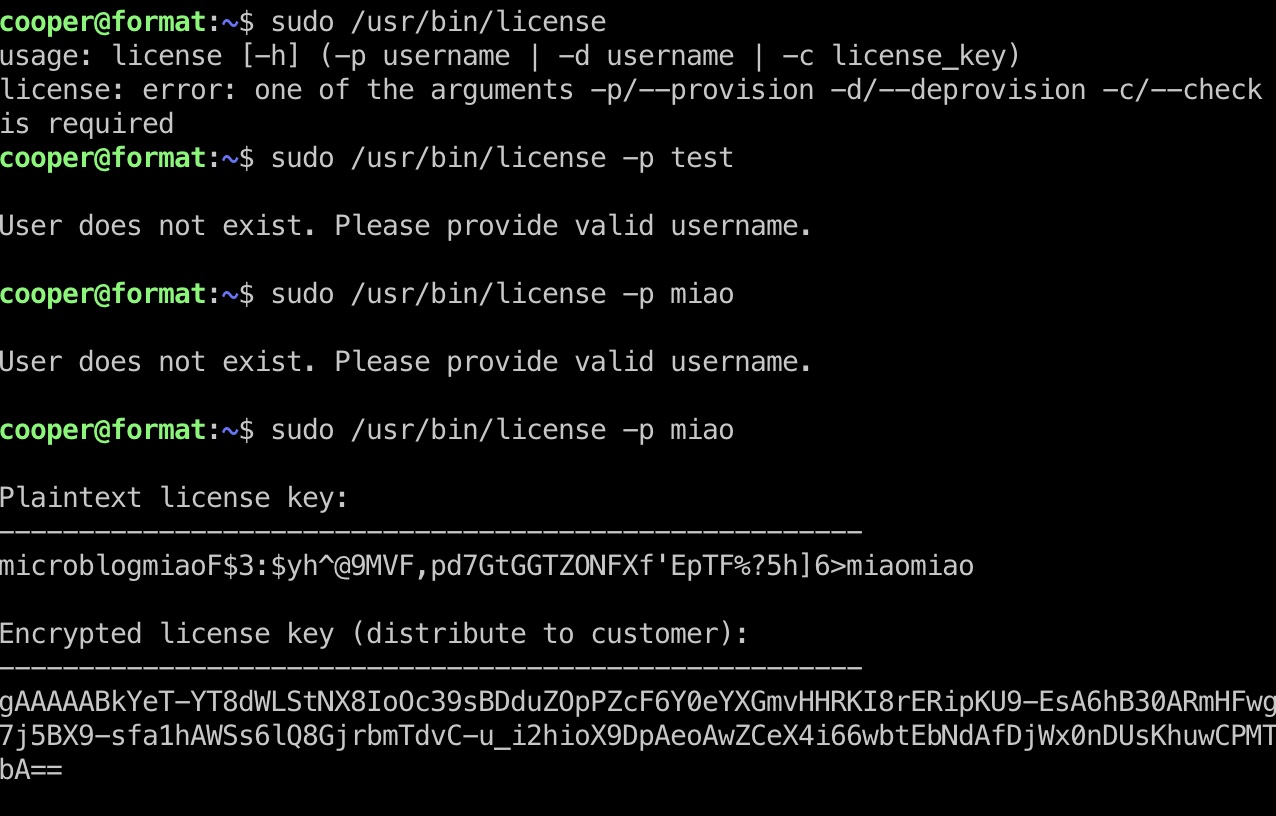 cooper@format:~$ sudo /usr/bin/license
usage: license [-h] (-p username | -d username | -c license_key)
license: error: one of the arguments -p/--provision -d/--deprovision -c/--check
is required
cooper@format:~$ sudo /usr/bin/license -p test
User does not exist. Please provide valid username.
cooper@format:~$ sudo /usr/bin/license -p miao
User does not exist. Please provide valid username.
cooper@format:~$ sudo /usr/bin/license -p miao
Plaintext license key:
------------------------------------------------------
microblogmiaoF$3:$yh^@9MVF,pd7GtGGTZONFXf'EpTF%?5h]6>miaomiao
Encrypted license key (distribute to customer):
------------------------------------------------------
gAAAAABkYeT-YT8dWLStNX8IoOc39sBDduZOpPZcF6Y0eYXGmvHHRKI8rERipKU9-EsA6hB30ARmHFwg
7j5BX9-sfa1hAWSs6lQ8GjrbmTdvC-u_i2hioX9DpAeoAwZCeX4i66wbtEbNdAfDjWx0nDUsKhuwCPMT
bA==